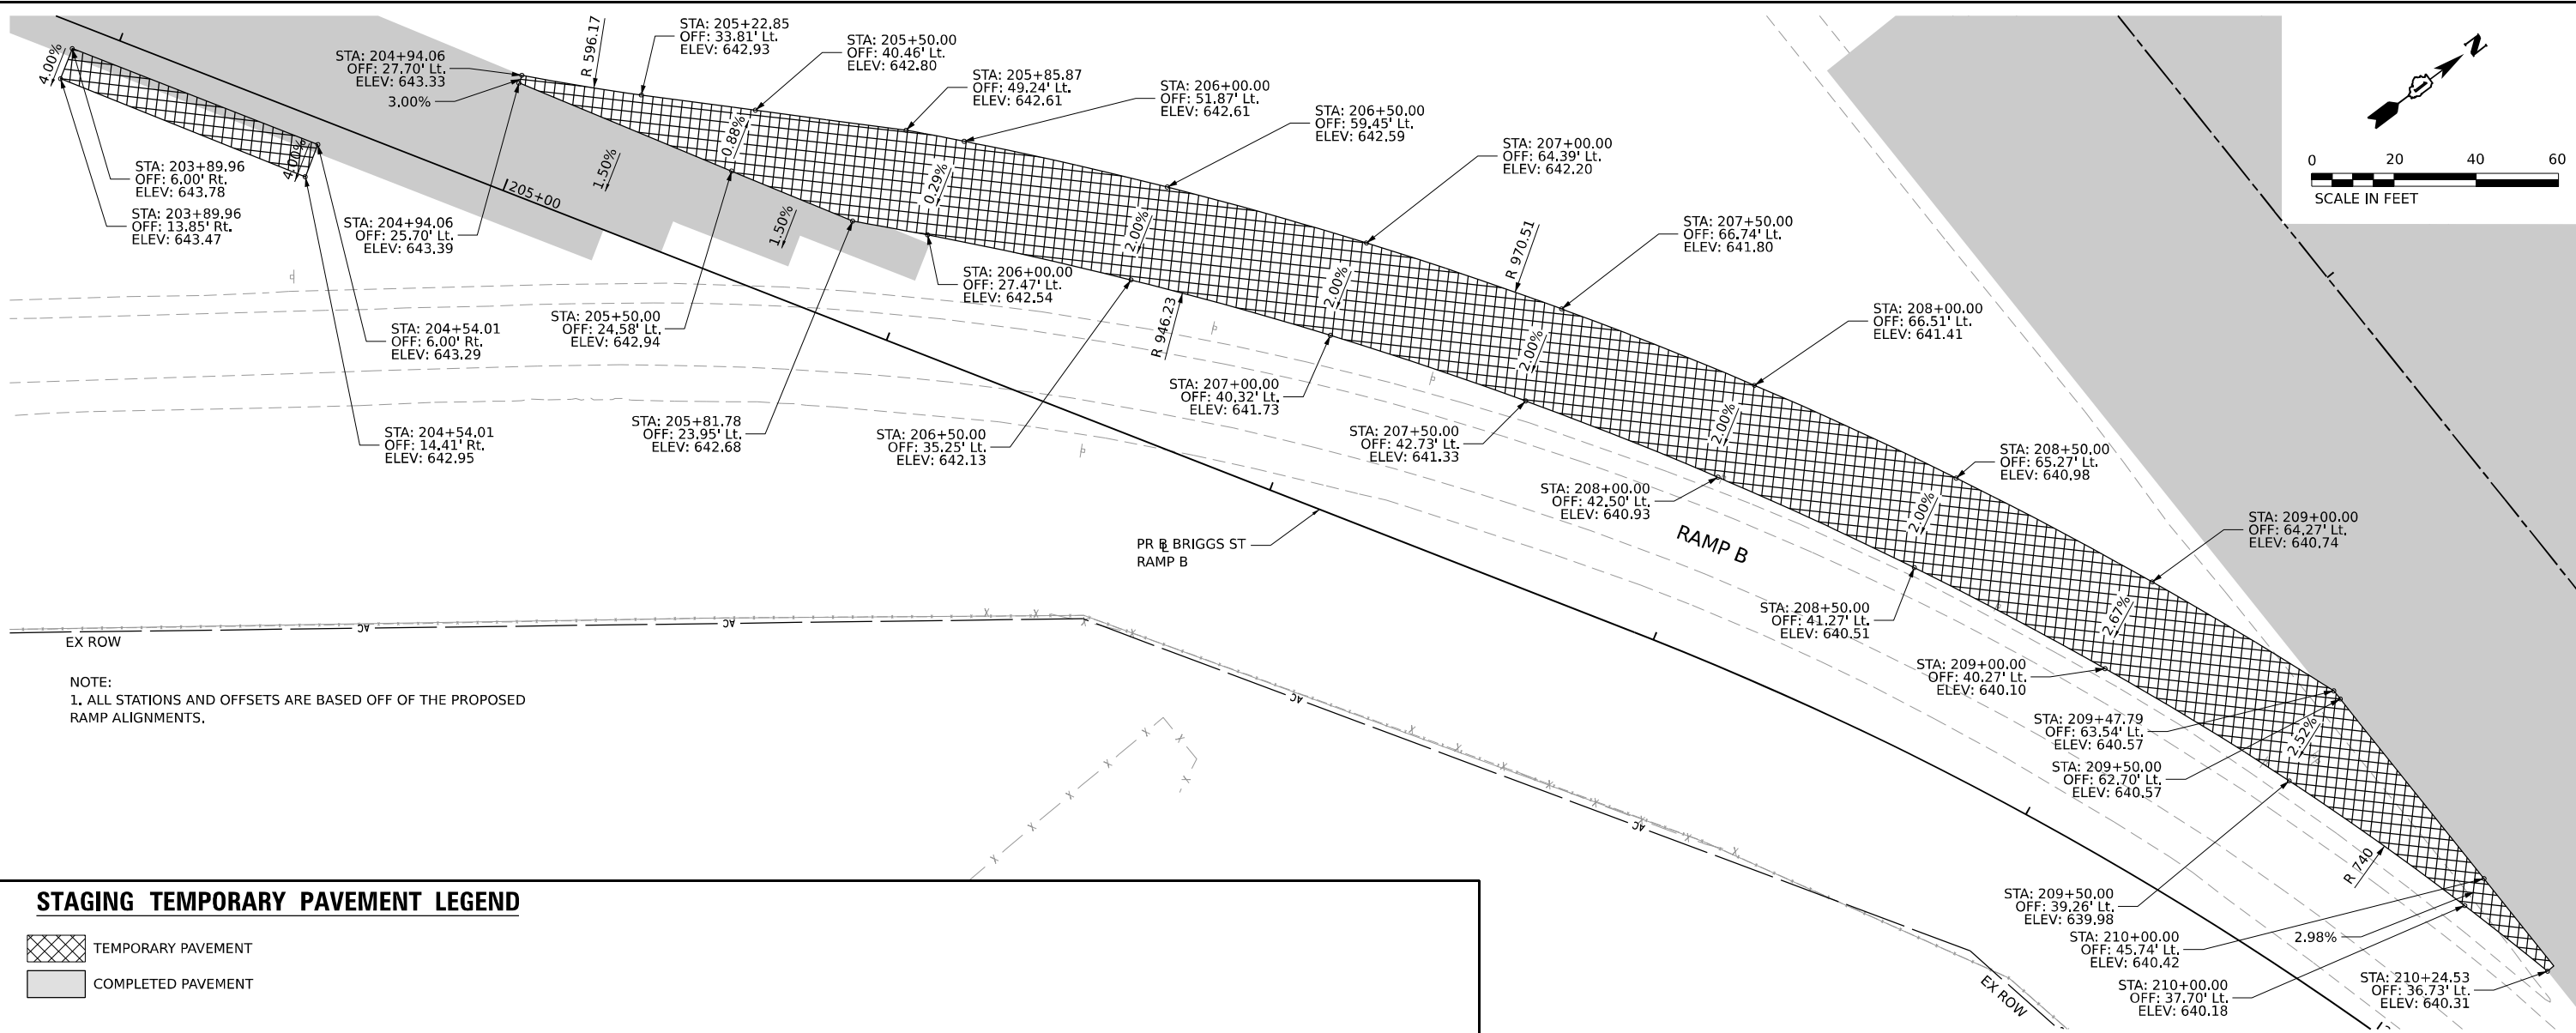 STA: 204+94.06
OFF: 27.70' Lt.
ELEV: 643.33
3.00%
R 596.17
STA: 205+22.85
OFF: 33.81' Lt.
ELEV: 642.93
STA: 205+50.00
OFF: 40.46' Lt.
ELEV: 642.80
STA: 205+85.87
OFF: 49.24' Lt.
ELEV: 642.61
STA: 206+00.00
OFF: 51.87' Lt.
ELEV: 642.61
STA: 206+50.00
OFF: 59.45' Lt.
ELEV: 642.59
STA: 207+00.00
OFF: 64.39' Lt.
ELEV: 642.20
STA: 207+50.00
OFF: 66.74' Lt.
ELEV: 641.80
STA: 208+00.00
OFF: 66.51' Lt.
ELEV: 641.41
STA: 208+50.00
OFF: 65.27' Lt.
ELEV: 640.98
STA: 209+00.00
OFF: 64.27' Lt.
ELEV: 640.74
N
0 20 40 60
SCALE IN FEET
4.00%
4.00%
STA: 203+89.96
OFF: 6.00' Rt.
ELEV: 643.78
STA: 203+89.96
OFF: 13.85' Rt.
ELEV: 643.47
STA: 204+94.06
OFF: 25.70' Lt.
ELEV: 643.39
205+00
1.50%
1.50%
0.88%
0.29%
2.00%
2.00%
2.00%
2.00%
2.00%
2.67%
2.52%
R 970.51
R 946.23
STA: 206+00.00
OFF: 27.47' Lt.
ELEV: 642.54
STA: 204+54.01
OFF: 6.00' Rt.
ELEV: 643.29
STA: 205+50.00
OFF: 24.58' Lt.
ELEV: 642.94
STA: 204+54.01
OFF: 14.41' Rt.
ELEV: 642.95
STA: 205+81.78
OFF: 23.95' Lt.
ELEV: 642.68
STA: 206+50.00
OFF: 35.25' Lt.
ELEV: 642.13
STA: 207+00.00
OFF: 40.32' Lt.
ELEV: 641.73
STA: 207+50.00
OFF: 42.73' Lt.
ELEV: 641.33
STA: 208+00.00
OFF: 42.50' Lt.
ELEV: 640.93
RAMP B
PR ℄ BRIGGS ST
RAMP B
STA: 208+50.00
OFF: 41.27' Lt.
ELEV: 640.51
STA: 209+00.00
OFF: 40.27' Lt.
ELEV: 640.10
STA: 209+47.79
OFF: 63.54' Lt.
ELEV: 640.57
STA: 209+50.00
OFF: 62.70' Lt.
ELEV: 640.57
R 740
STA: 209+50.00
OFF: 39.26' Lt.
ELEV: 639.98
STA: 210+00.00
OFF: 45.74' Lt.
ELEV: 640.42
2.98%
STA: 210+00.00
OFF: 37.70' Lt.
ELEV: 640.18
STA: 210+24.53
OFF: 36.73' Lt.
ELEV: 640.31
AC
AC
AC
AC
EX ROW
EX ROW
NOTE:
1. ALL STATIONS AND OFFSETS ARE BASED OFF OF THE PROPOSED
RAMP ALIGNMENTS.
STAGING TEMPORARY PAVEMENT LEGEND
TEMPORARY PAVEMENT
COMPLETED PAVEMENT